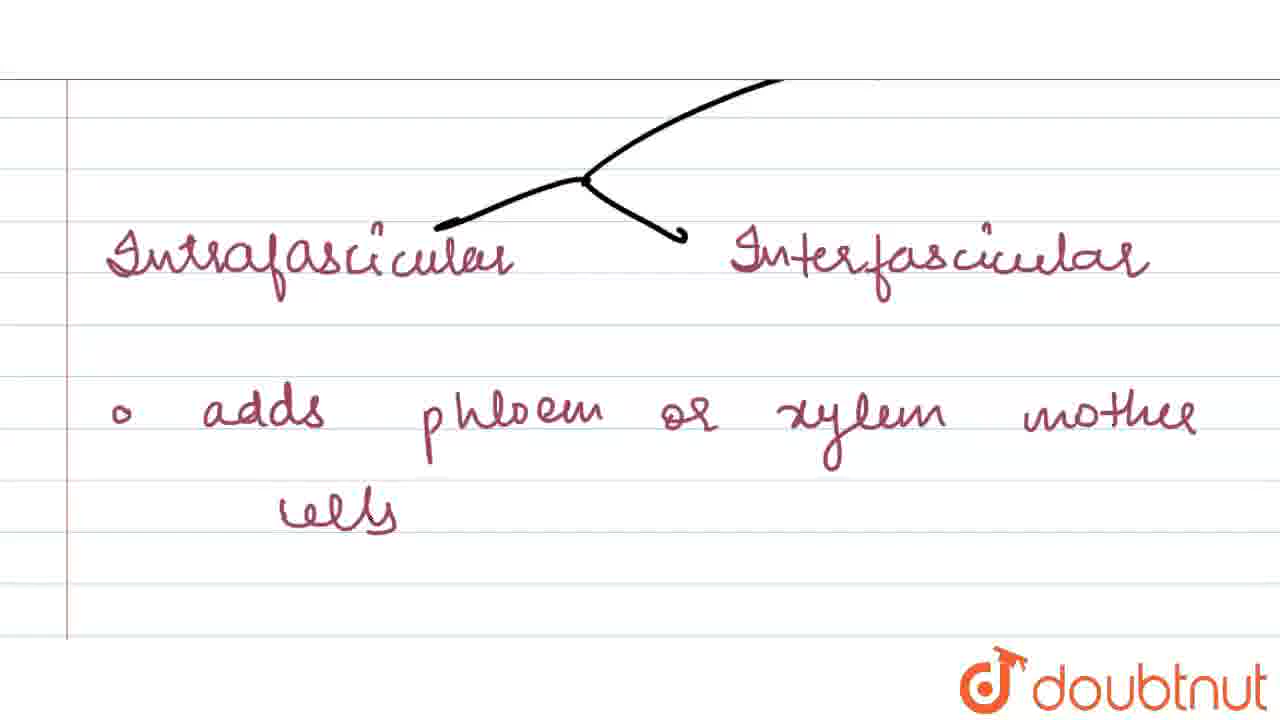 Intrafascicular Interfascicular
• adds phloem or xylem mother
cells
doubtnut